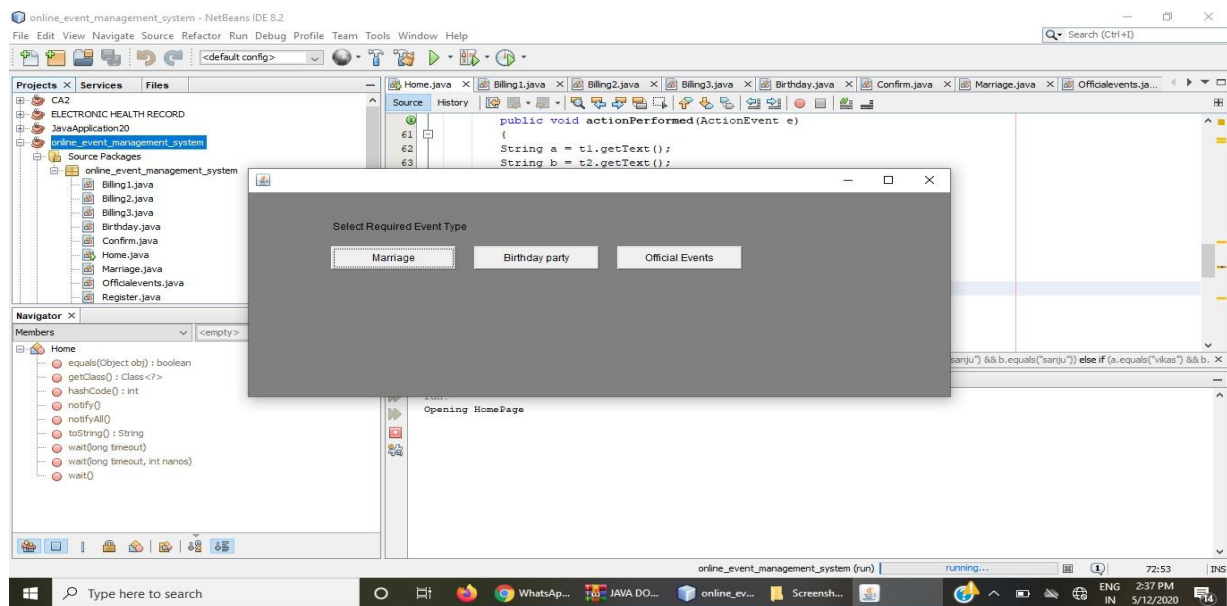 online_event_management_system - NetBeans IDE 8.2
File Edit View Navigate Source Refactor Run Debug Profile Team Tools Window Help
Search (Ctrl+I)
<default config>
Projects Services Files
Home.java Billing1.java Billing2.java Billing3.java Birthday.java Confirm.java Marriage.java Officialevents.ja...
CA2
ELECTRONIC HEALTH RECORD
JavaApplication20
online_event_management_system
Source Packages
online_event_management_system
Billing1.java
Billing2.java
Billing3.java
Birthday.java
Confirm.java
Home.java
Marriage.java
Officialevents.java
Register.java
Source History
public void actionPerformed(ActionEvent e)
61 {
62 String a = t1.getText();
63 String b = t2.getText();
Select Required Event Type
Marriage Birthday party Official Events
Navigator
Members <empty>
Home
equals(Object obj) : boolean
getClass() : Class<?>
hashCode() : int
notify()
notifyAll()
toString() : String
wait(long timeout)
wait(long timeout, int nanos)
wait()
sanju") && b.equals("sanju")) else if (a.equals("vikas") && b.
run:
Opening HomePage
online_event_management_system (run) running... (1) 72:53 INS
Type here to search
WhatsAp... JAVA DO... online_ev... Screensh...
ENG
IN
2:37 PM
5/12/2020
14